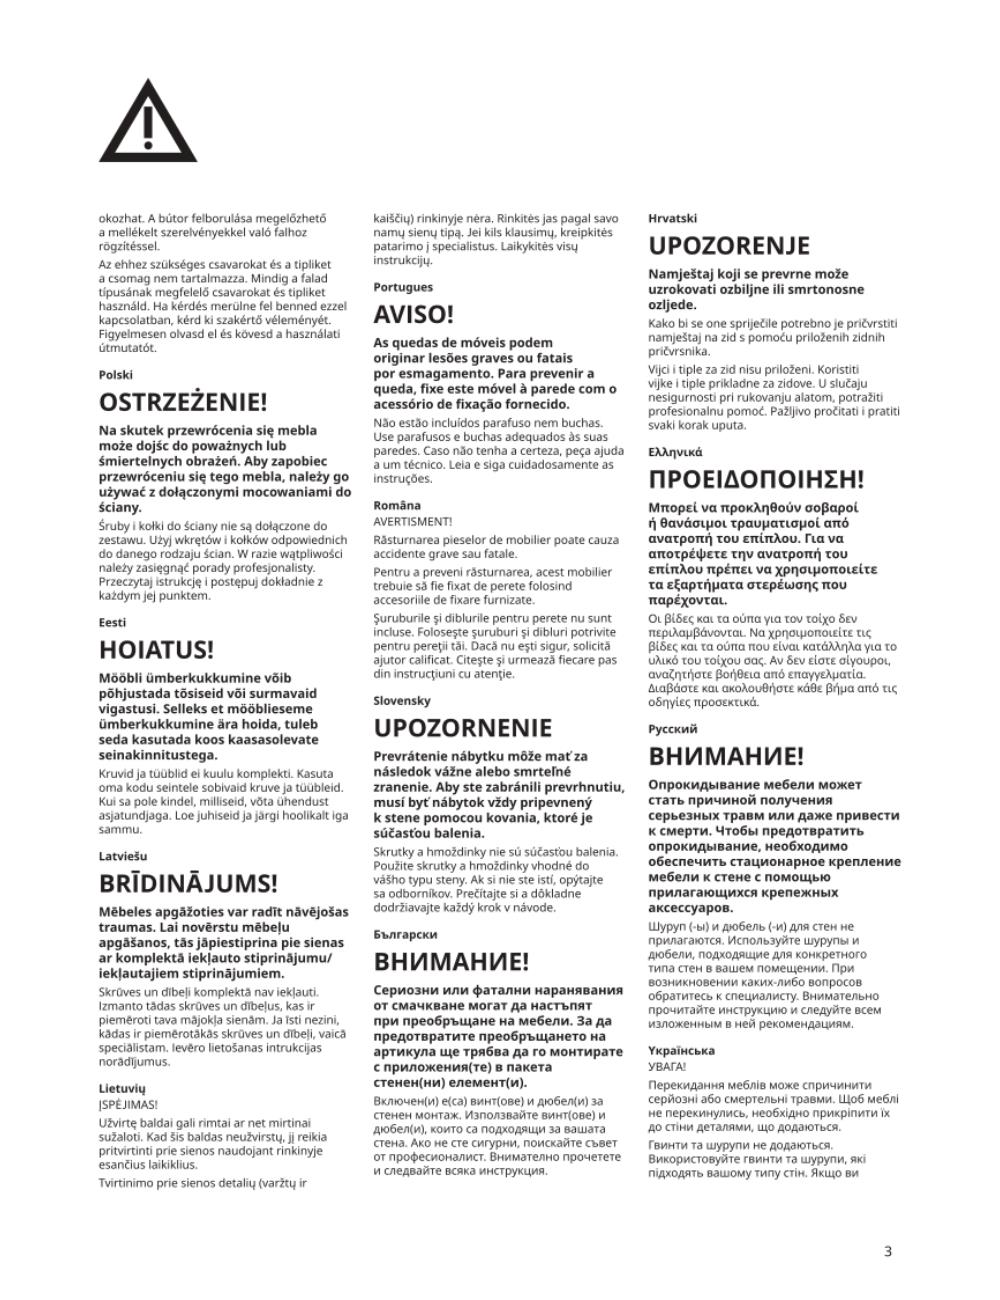 okozhat. A bútor felborulása megelőzhető
a mellékelt szerelvényekkel való falhoz
rögzítéssel.
Az ehhez szükséges csavarokat és a tipliket
a csomag nem tartalmazza. Mindig a falad
típusának megfelelő csavarokat és tipliket
használd. Ha kérdés merülne fel benned ezzel
kapcsolatban, kérd ki szakértő véleményét.
Figyelmesen olvasd el és kövesd a használati
útmutatót.
Polski
OSTRZEŻENIE!
Na skutek przewrócenia się mebla
może dojść do poważnych lub
śmiertelnych obrażeń. Aby zapobiec
przewróceniu się tego mebla, należy go
używać z dołączonymi mocowaniami do
ściany.
Śruby i kołki do ściany nie są dołączone do
zestawu. Użyj wkrętów i kołków odpowiednich
do danego rodzaju ścian. W razie wątpliwości
należy zasięgnąć porady profesjonalisty.
Przeczytaj istrukcję i postępuj dokładnie z
każdym jej punktem.
Eesti
HOIATUS!
Mööbli ümberkukkumine võib
põhjustada tõsiseid või surmavaid
vigastusi. Selleks et mööblieseme
ümberkukkumine ära hoida, tuleb
seda kasutada koos kaasasolevate
seinakinnitustega.
Kruvid ja tüüblid ei kuulu komplekti. Kasuta
oma kodu seintele sobivaid kruve ja tüübleid.
Kui sa pole kindel, milliseid, võta ühendust
asjatundjaga. Loe juhiseid ja järgi hoolikalt iga
sammu.
Latviešu
BRĪDINĀJUMS!
Mēbeles apgāžoties var radīt nāvējošas
traumas. Lai novērstu mēbeļu
apgāšanos, tās jāpiestiprina pie sienas
ar komplektā iekļauto stiprinājumu/
iekļautajiem stiprinājumiem.
Skrūves un dībeļi komplektā nav iekļauti.
Izmanto tādas skrūves un dībeļus, kas ir
piemēroti tava mājokļa sienām. Ja īsti nezini,
kādas ir piemērotākās skrūves un dībeļi, vaicā
speciālistam. Ievēro lietošanas intrukcijas
norādījumus.
Lietuvių
ĮSPĖJIMAS!
Užvirtę baldai gali rimtai ar net mirtinai
sužaloti. Kad šis baldas neužvirstų, jį reikia
pritvirtinti prie sienos naudojant rinkinyje
esančius laikiklius.
Tvirtinimo prie sienos detalių (varžtų ir
kaiščių) rinkinyje nėra. Rinkitės jas pagal savo
namų sienų tipą. Jei kils klausimų, kreipkitės
patarimo į specialistus. Laikykitės visų
instrukcijų.
Portugues
AVISO!
As quedas de móveis podem
originar lesões graves ou fatais
por esmagamento. Para prevenir a
queda, fixe este móvel à parede com o
acessório de fixação fornecido.
Não estão incluídos parafuso nem buchas.
Use parafusos e buchas adequados às suas
paredes. Caso não tenha a certeza, peça ajuda
a um técnico. Leia e siga cuidadosamente as
instruções.
Româna
AVERTISMENT!
Răsturnarea pieselor de mobilier poate cauza
accidente grave sau fatale.
Pentru a preveni răsturnarea, acest mobilier
trebuie să fie fixat de perete folosind
accesoriile de fixare furnizate.
Şuruburile şi diblurile pentru perete nu sunt
incluse. Foloseşte şuruburi şi dibluri potrivite
pentru pereţii tăi. Dacă nu eşti sigur, solicită
ajutor calificat. Citeşte şi urmează fiecare pas
din instrucţiuni cu atenţie.
Slovensky
UPOZORNENIE
Prevrátenie nábytku môže mať za
následok vážne alebo smrteľné
zranenie. Aby ste zabránili prevrhnutiu,
musí byť nábytok vždy pripevnený
k stene pomocou kovania, ktoré je
súčasťou balenia.
Skrutky a hmoždinky nie sú súčasťou balenia.
Použite skrutky a hmoždinky vhodné do
vášho typu steny. Ak si nie ste istí, opýtajte
sa odborníkov. Prečítajte si a dôkladne
dodržiavajte každý krok v návode.
Български
ВНИМАНИЕ!
Сериозни или фатални наранявания
от смачкване могат да настъпят
при преобръщане на мебели. За да
предотвратите преобръщането на
артикула ще трябва да го монтирате
с приложения(те) в пакета
стенен(ни) елемент(и).
Включен(и) е(са) винт(ове) и дюбел(и) за
стенен монтаж. Използвайте винт(ове) и
дюбел(и), които са подходящи за вашата
стена. Ако не сте сигурни, поискайте съвет
от професионалист. Внимателно прочетете
и следвайте всяка инструкция.
Hrvatski
UPOZORENJE
Namještaj koji se prevrne može
uzrokovati ozbiljne ili smrtonosne
ozljede.
Kako bi se one spriječile potrebno je pričvrstiti
namještaj na zid s pomoću priloženih zidnih
pričvrsnika.
Vijci i tiple za zid nisu priloženi. Koristiti
vijke i tiple prikladne za zidove. U slučaju
nesigurnosti pri rukovanju alatom, potražiti
profesionalnu pomoć. Pažljivo pročitati i pratiti
svaki korak uputa.
Ελληνικά
ΠΡΟΕΙΔΟΠΟΙΗΣΗ!
Μπορεί να προκληθούν σοβαροί
ή θανάσιμοι τραυματισμοί από
ανατροπή του επίπλου. Για να
αποτρέψετε την ανατροπή του
επίπλου πρέπει να χρησιμοποιείτε
τα εξαρτήματα στερέωσης που
παρέχονται.
Οι βίδες και τα ούπα για τον τοίχο δεν
περιλαμβάνονται. Να χρησιμοποιείτε τις
βίδες και τα ούπα που είναι κατάλληλα για το
υλικό του τοίχου σας. Αν δεν είστε σίγουροι,
αναζητήστε βοήθεια από επαγγελματία.
Διαβάστε και ακολουθήστε κάθε βήμα από τις
οδηγίες προσεκτικά.
Русский
ВНИМАНИЕ!
Опрокидывание мебели может
стать причиной получения
серьезных травм или даже привести
к смерти. Чтобы предотвратить
опрокидывание, необходимо
обеспечить стационарное крепление
мебели к стене с помощью
прилагающихся крепежных
аксессуаров.
Шуруп (-ы) и дюбель (-и) для стен не
прилагаются. Используйте шурупы и
дюбели, подходящие для конкретного
типа стен в вашем помещении. При
возникновении каких-либо вопросов
обратитесь к специалисту. Внимательно
прочитайте инструкцию и следуйте всем
изложенным в ней рекомендациям.
Yкраїнська
УВАГА!
Перекидання меблів може спричинити
серйозні або смертельні травми. Щоб меблі
не перекинулись, необхідно прикріпити їх
до стіни деталями, що додаються.
Гвинти та шурупи не додаються.
Використовуйте гвинти та шурупи, які
підходять вашому типу стін. Якщо ви
3